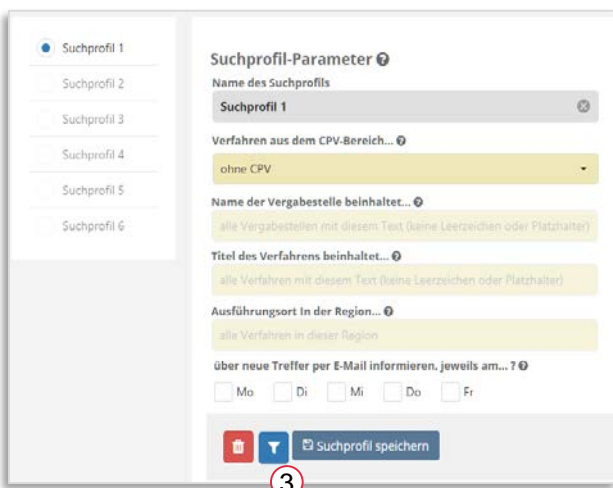 Suchprofil 1
Suchprofil 2
Suchprofil 3
Suchprofil 4
Suchprofil 5
Suchprofil 6
Suchprofil-Parameter
Name des Suchprofils
Suchprofil 1
Verfahren aus dem CPV-Bereich...
ohne CPV
Name der Vergabestelle beinhaltet...
alle Vergabestellen mit diesem Text (keine Leerzeichen oder Platzhalter)
Titel des Verfahrens beinhaltet...
alle Verfahren mit diesem Text (keine Leerzeichen oder Platzhalter)
Ausführungsort In der Region...
alle Verfahren in dieser Region
über neue Treffer per E-Mail informieren, jeweils am... ?
Mo Di Mi Do Fr
Suchprofil speichern
3